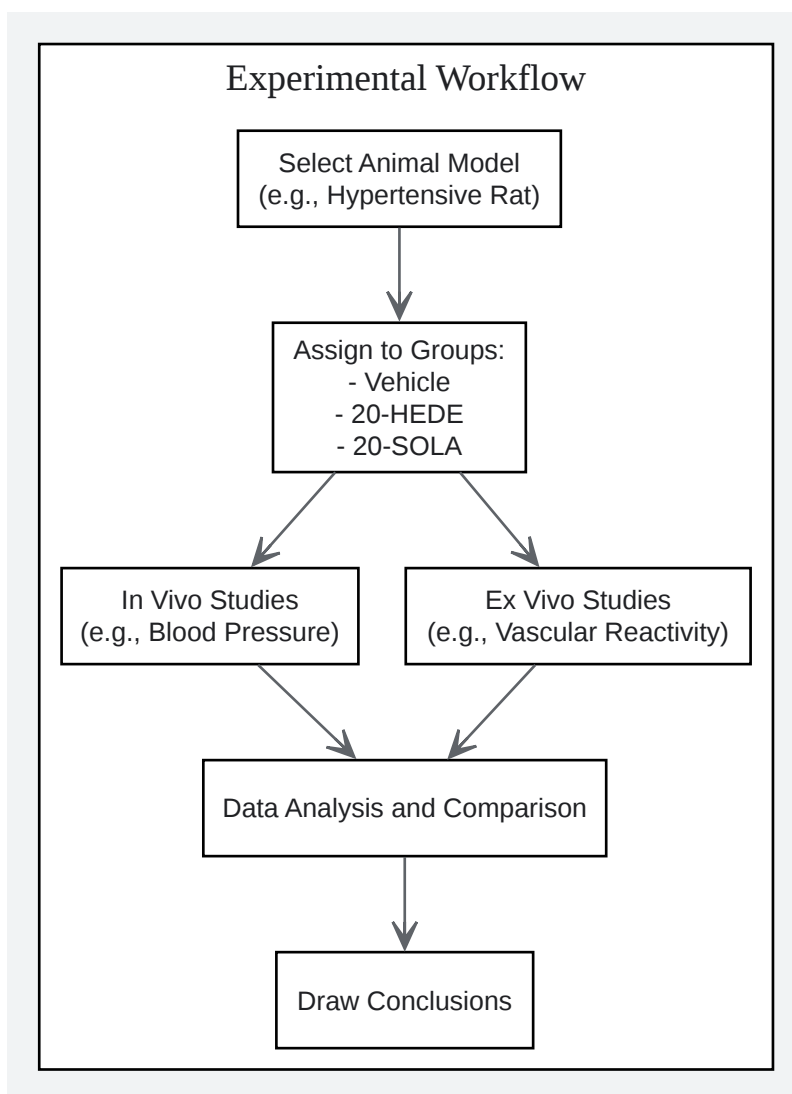 Experimental Workflow
Select Animal Model
(e.g., Hypertensive Rat)
Assign to Groups:
- Vehicle
- 20-HEDE
- 20-SOLA
In Vivo Studies
(e.g., Blood Pressure)
Ex Vivo Studies
(e.g., Vascular Reactivity)
Data Analysis and Comparison
Draw Conclusions